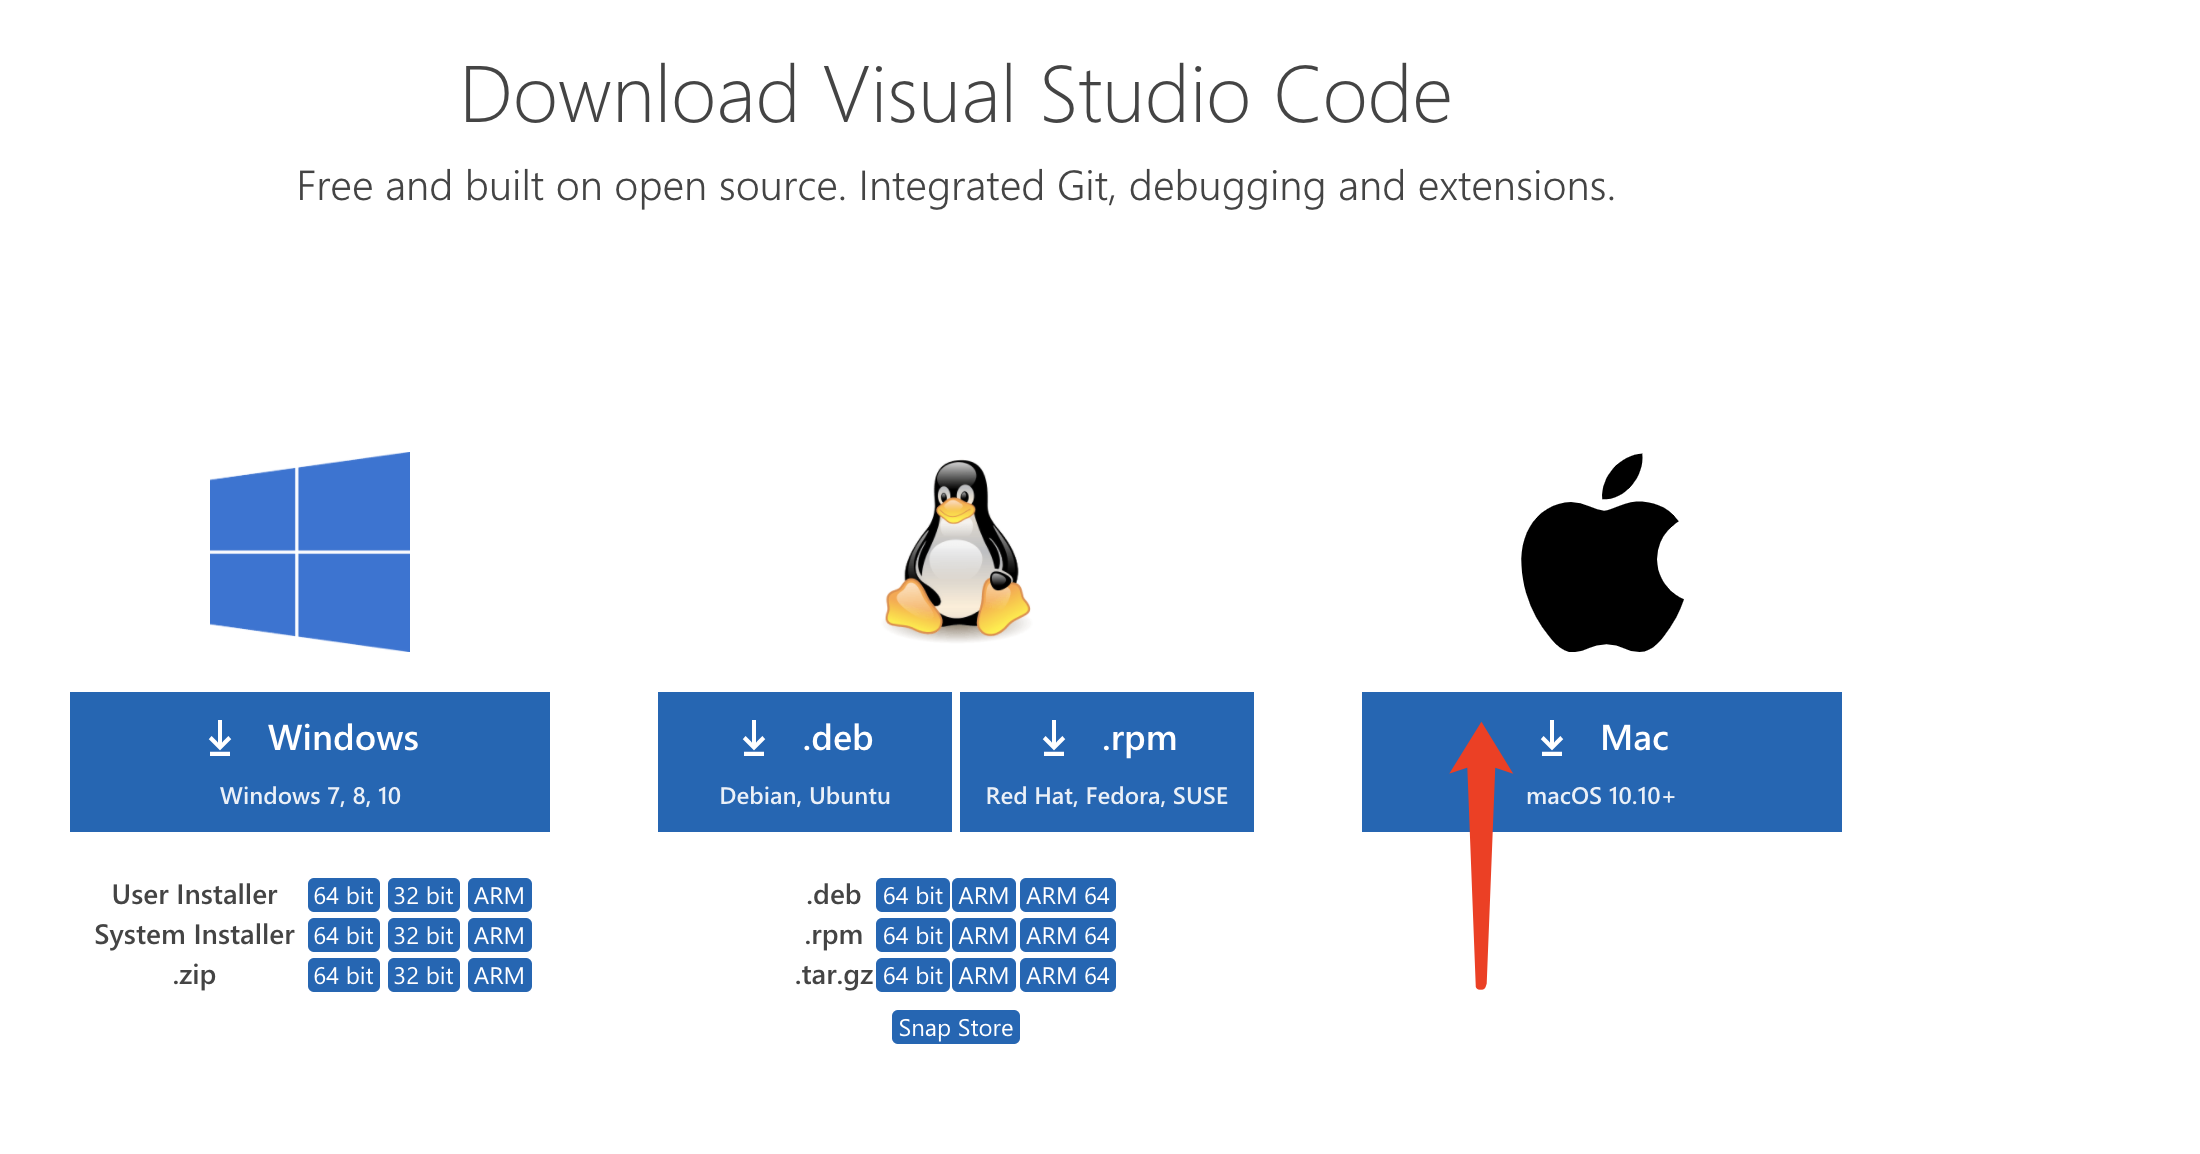 Download Visual Studio Code
Free and built on open source. Integrated Git, debugging and extensions.
Windows
Windows 7, 8, 10
User Installer 64 bit 32 bit ARM
System Installer 64 bit 32 bit ARM
.zip 64 bit 32 bit ARM
.deb
Debian, Ubuntu
.rpm
Red Hat, Fedora, SUSE
.deb 64 bit ARM ARM 64
.rpm 64 bit ARM ARM 64
.tar.gz 64 bit ARM ARM 64
Snap Store
Mac
macOS 10.10+